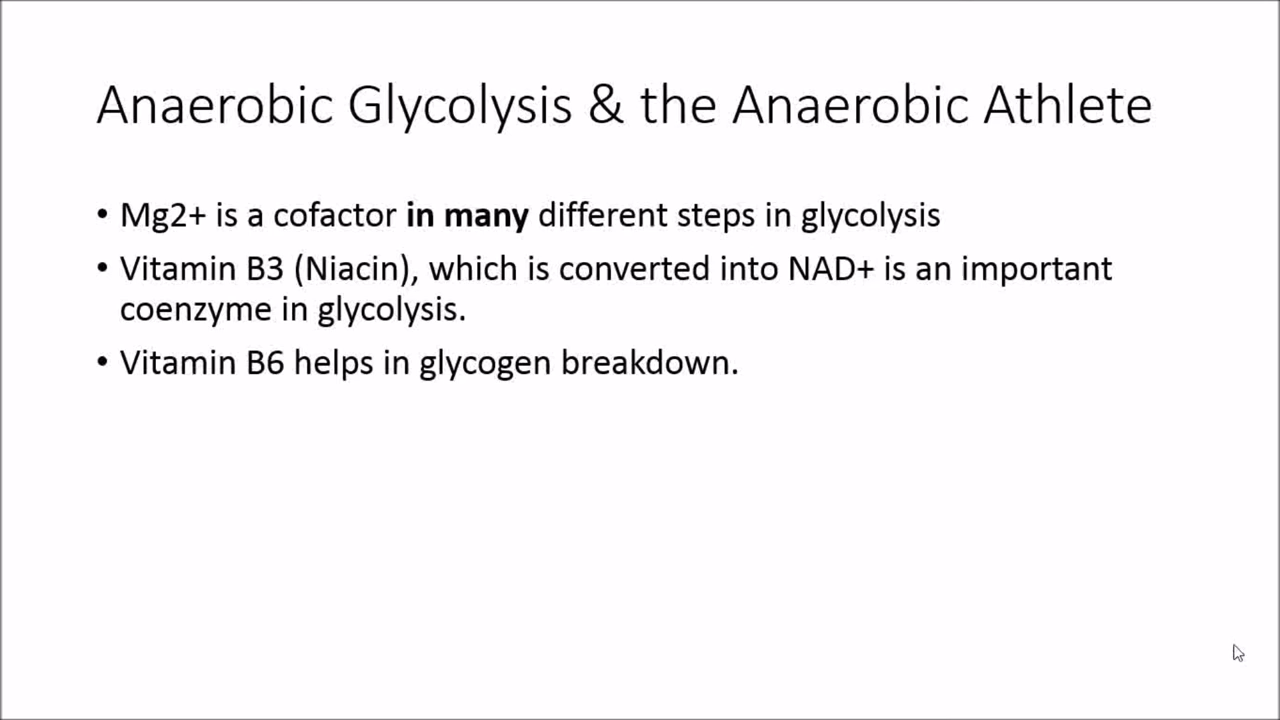 Anaerobic Glycolysis & the Anaerobic Athlete
• Mg2+ is a cofactor in many different steps in glycolysis
• Vitamin B3 (Niacin), which is converted into NAD+ is an important
coenzyme in glycolysis.
• Vitamin B6 helps in glycogen breakdown.